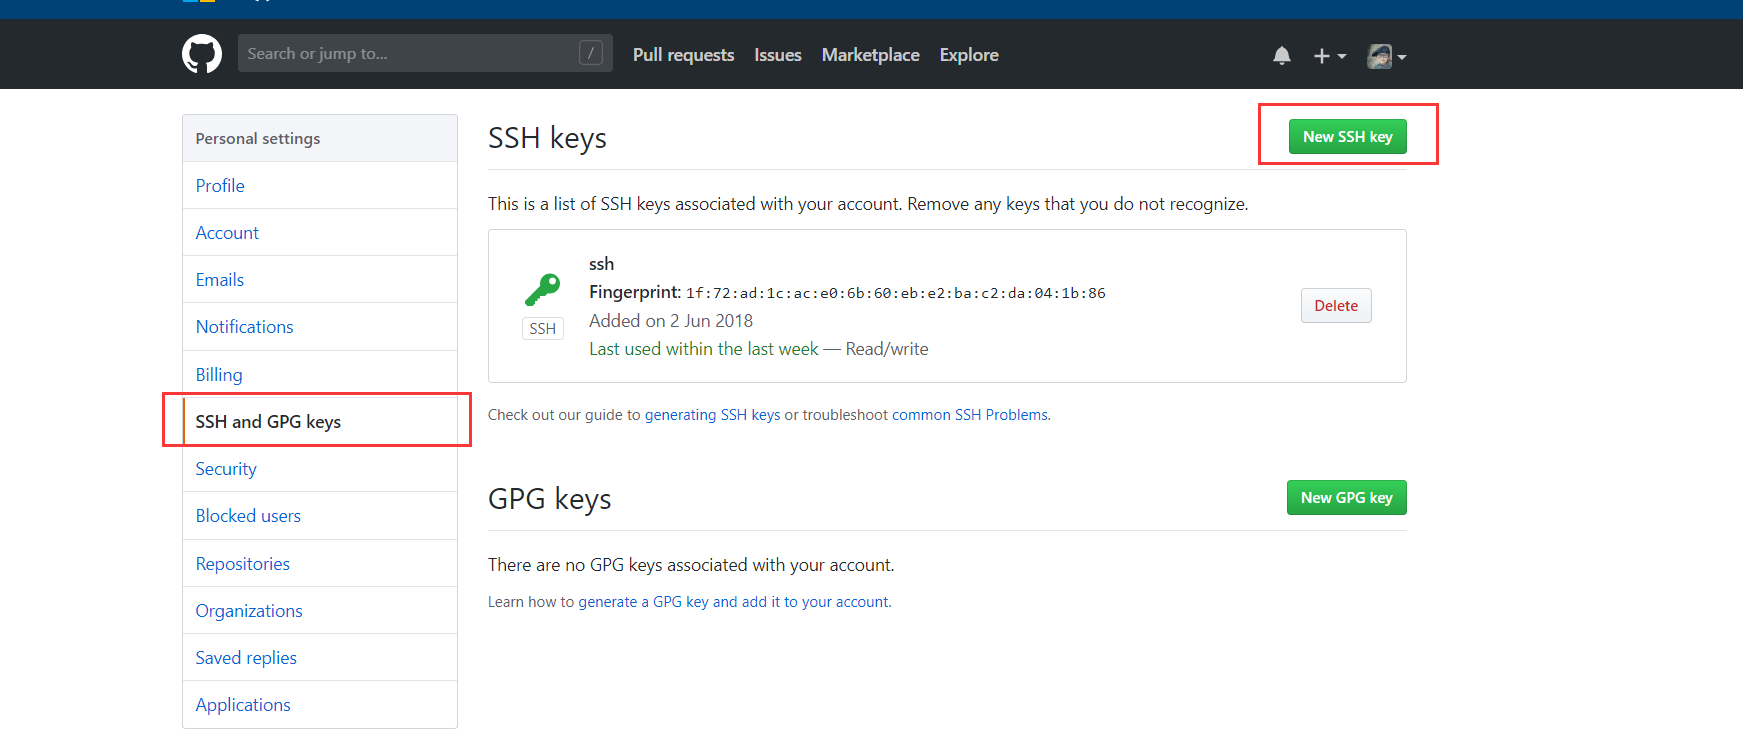 Search or jump to...
/
Pull requests
Issues
Marketplace
Explore
Personal settings
Profile
Account
Emails
Notifications
Billing
SSH and GPG keys
Security
Blocked users
Repositories
Organizations
Saved replies
Applications
SSH keys
New SSH key
This is a list of SSH keys associated with your account. Remove any keys that you do not recognize.
ssh
Fingerprint: 1f:72:ad:1c:ac:e0:6b:60:eb:e2:ba:c2:da:04:1b:86
Added on 2 Jun 2018
Last used within the last week — Read/write
SSH
Delete
Check out our guide to generating SSH keys or troubleshoot common SSH Problems.
GPG keys
New GPG key
There are no GPG keys associated with your account.
Learn how to generate a GPG key and add it to your account.